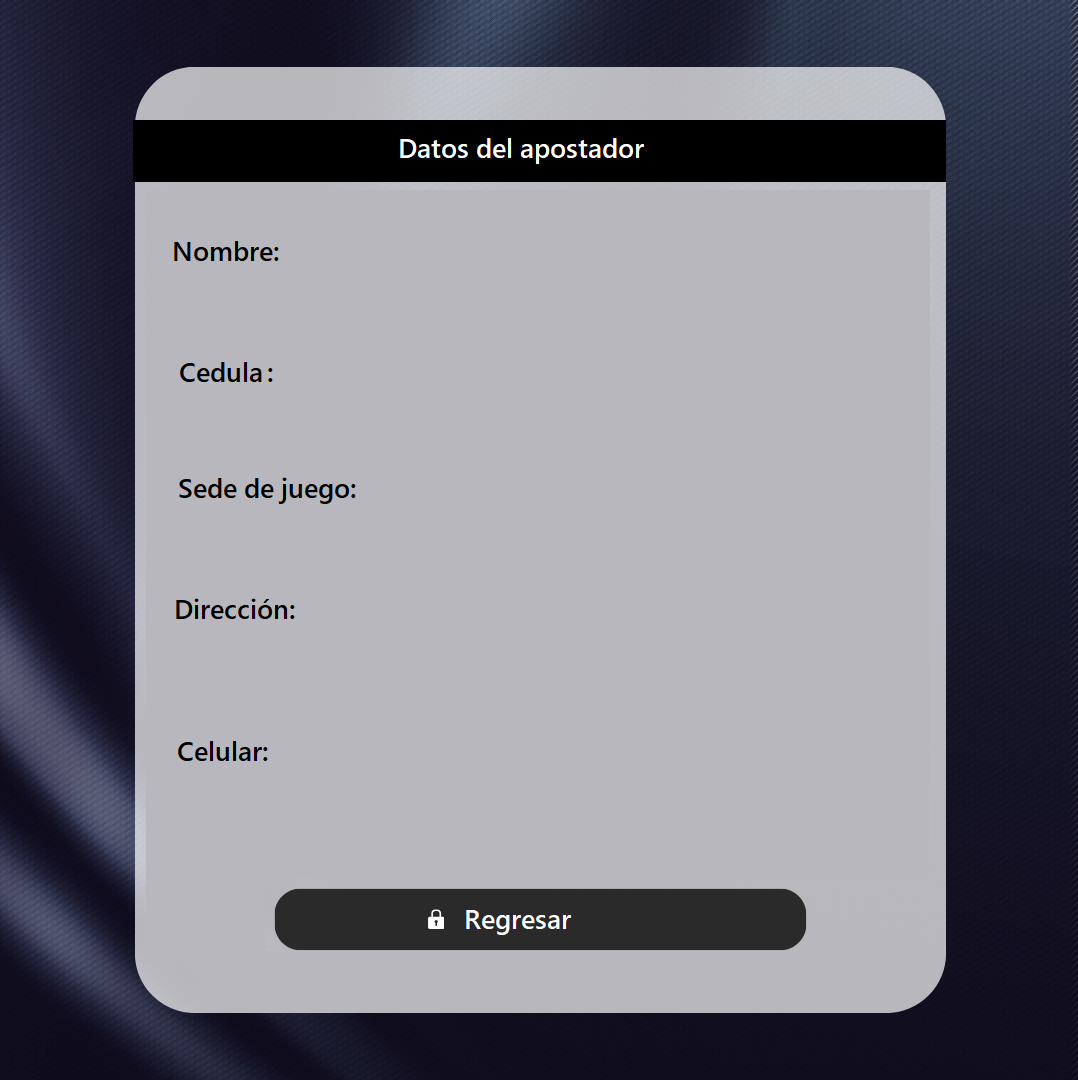 Datos del apostador
Nombre:
Cedula:
Sede de juego:
Dirección:
Celular:
Regresar